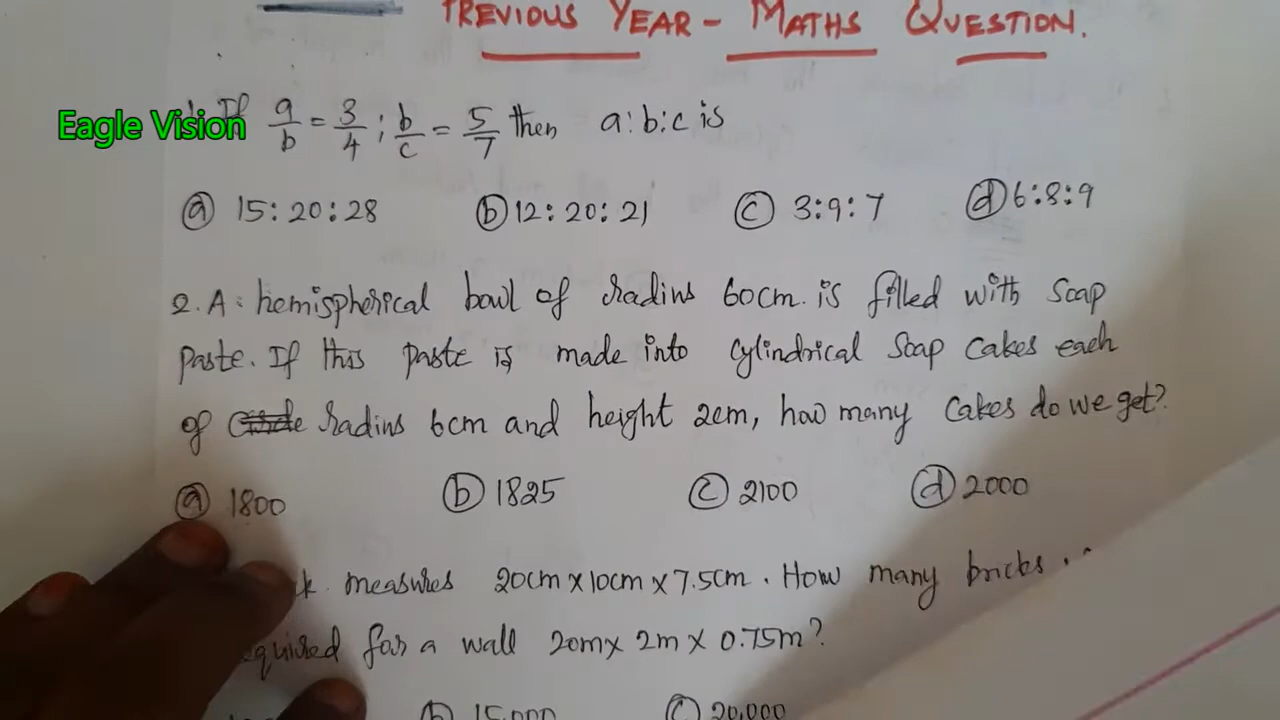 PREVIOUS YEAR - MATHS QUESTION.
Eagle Vision
1. If a/b = 3/4 ; b/c = 5/7 then a:b:c is
ⓐ 15:20:28 ⓑ 12:20:21 ⓒ 3:9:7 ⓓ 6:8:9
2. A hemispherical bowl of radius 60cm. is filled with Soap
Paste. If this paste is made into Cylindrical Soap Cakes each
of radius 6cm and height 2cm, how many Cakes do we get?
ⓐ 1800 ⓑ 1825 ⓒ 2100 ⓓ 2000
measures 20cm x 10cm x 7.5cm. How many bricks
for a wall 20m x 2m x 0.75m?
ⓑ 15,000 ⓒ 20,000